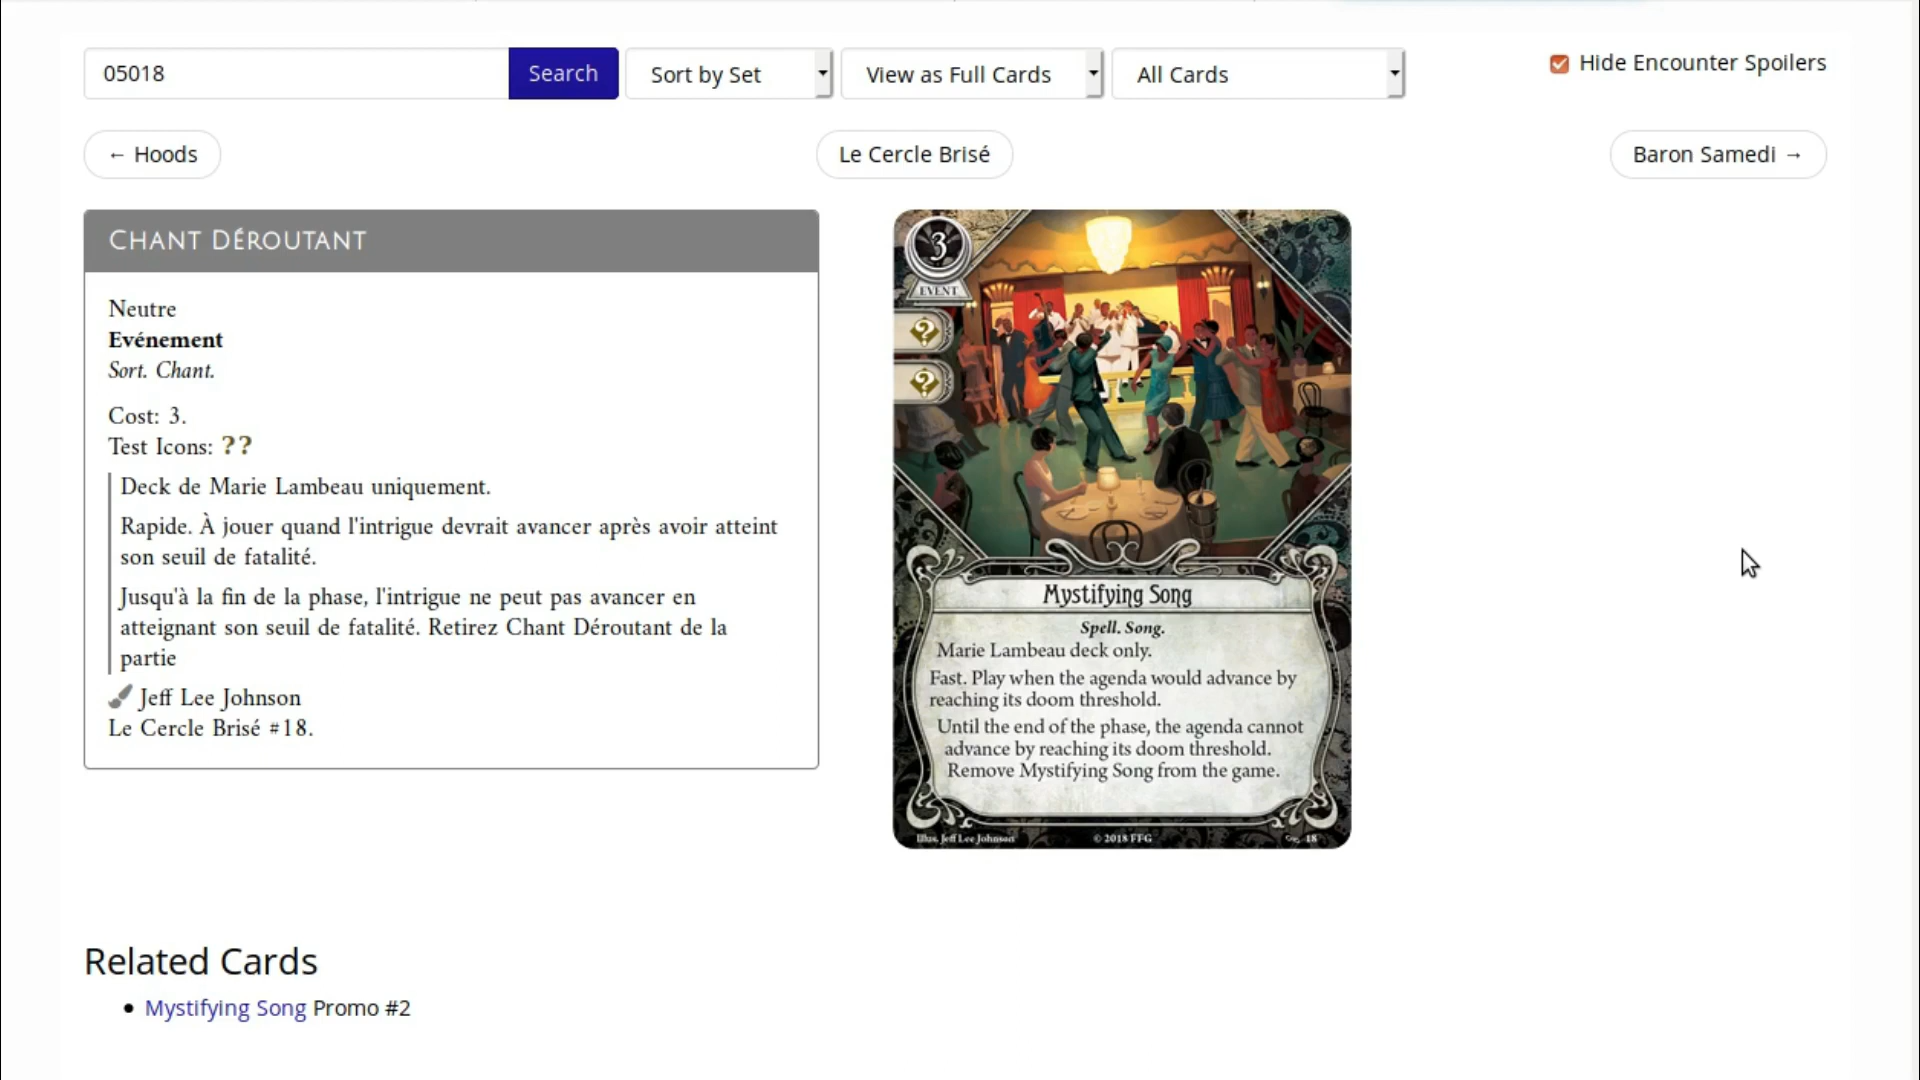 05018
Search
Sort by Set
View as Full Cards
All Cards
Hide Encounter Spoilers
← Hoods
Le Cercle Brisé
Baron Samedi →
Chant Déroutant
Neutre
Evénement
Sort. Chant.
Cost: 3.
Test Icons: ??
Deck de Marie Lambeau uniquement.
Rapide. À jouer quand l'intrigue devrait avancer après avoir atteint
son seuil de fatalité.
Jusqu'à la fin de la phase, l'intrigue ne peut pas avancer en
atteignant son seuil de fatalité. Retirez Chant Déroutant de la
partie
Jeff Lee Johnson
Le Cercle Brisé #18.
3
EVENT
?
?
Mystifying Song
Spell. Song.
Marie Lambeau deck only.
Fast. Play when the agenda would advance by
reaching its doom threshold.
Until the end of the phase, the agenda cannot
advance by reaching its doom threshold.
Remove Mystifying Song from the game.
Illus. Jeff Lee Johnson
© 2018 FFG
18
Related Cards
• Mystifying Song Promo #2